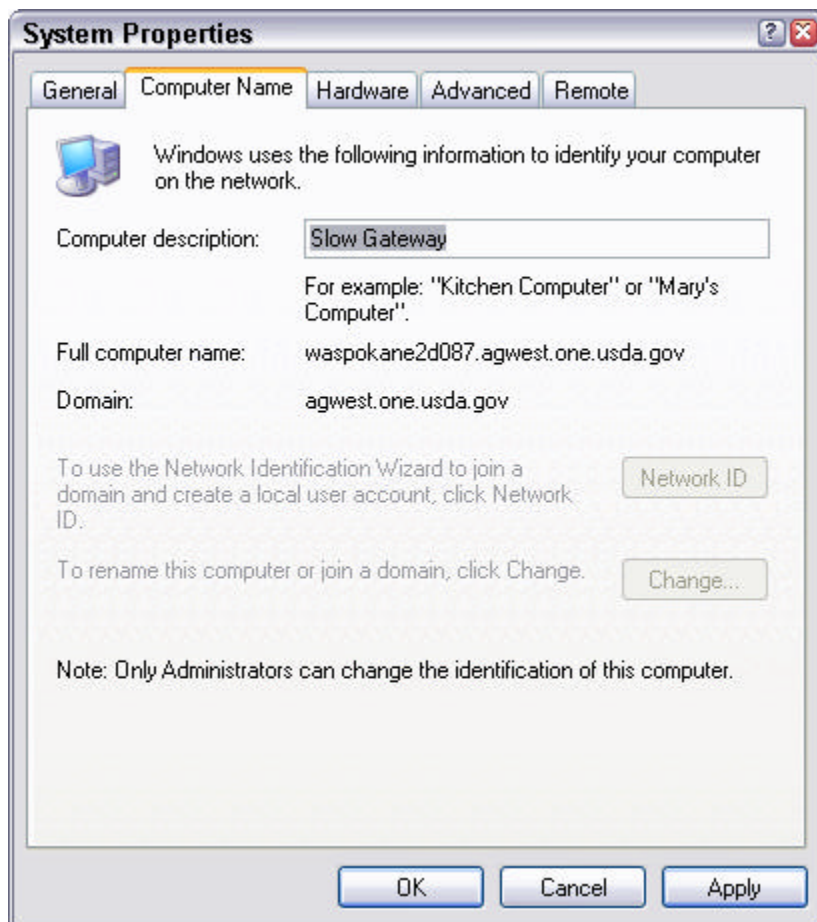 System Properties
General Computer Name Hardware Advanced Remote
Windows uses the following information to identify your computer
on the network.
Computer description: Slow Gateway
For example: "Kitchen Computer" or "Mary's
Computer".
Full computer name: waspokane2d087.agwest.one.usda.gov
Domain: agwest.one.usda.gov
To use the Network Identification Wizard to join a
domain and create a local user account, click Network
ID.
Network ID
To rename this computer or join a domain, click Change.
Change...
Note: Only Administrators can change the identification of this computer.
OK Cancel Apply